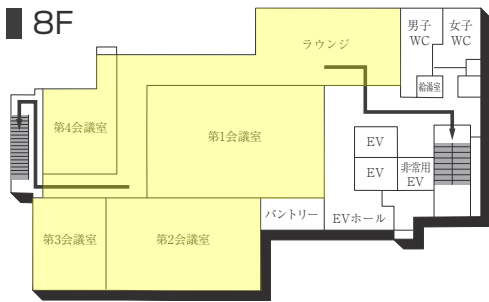 8F
男子
WC
女子
WC
ラウンジ
給湯室
第4会議室
第1会議室
EV
EV
非常用
EV
パントリー
EVホール
第3会議室
第2会議室